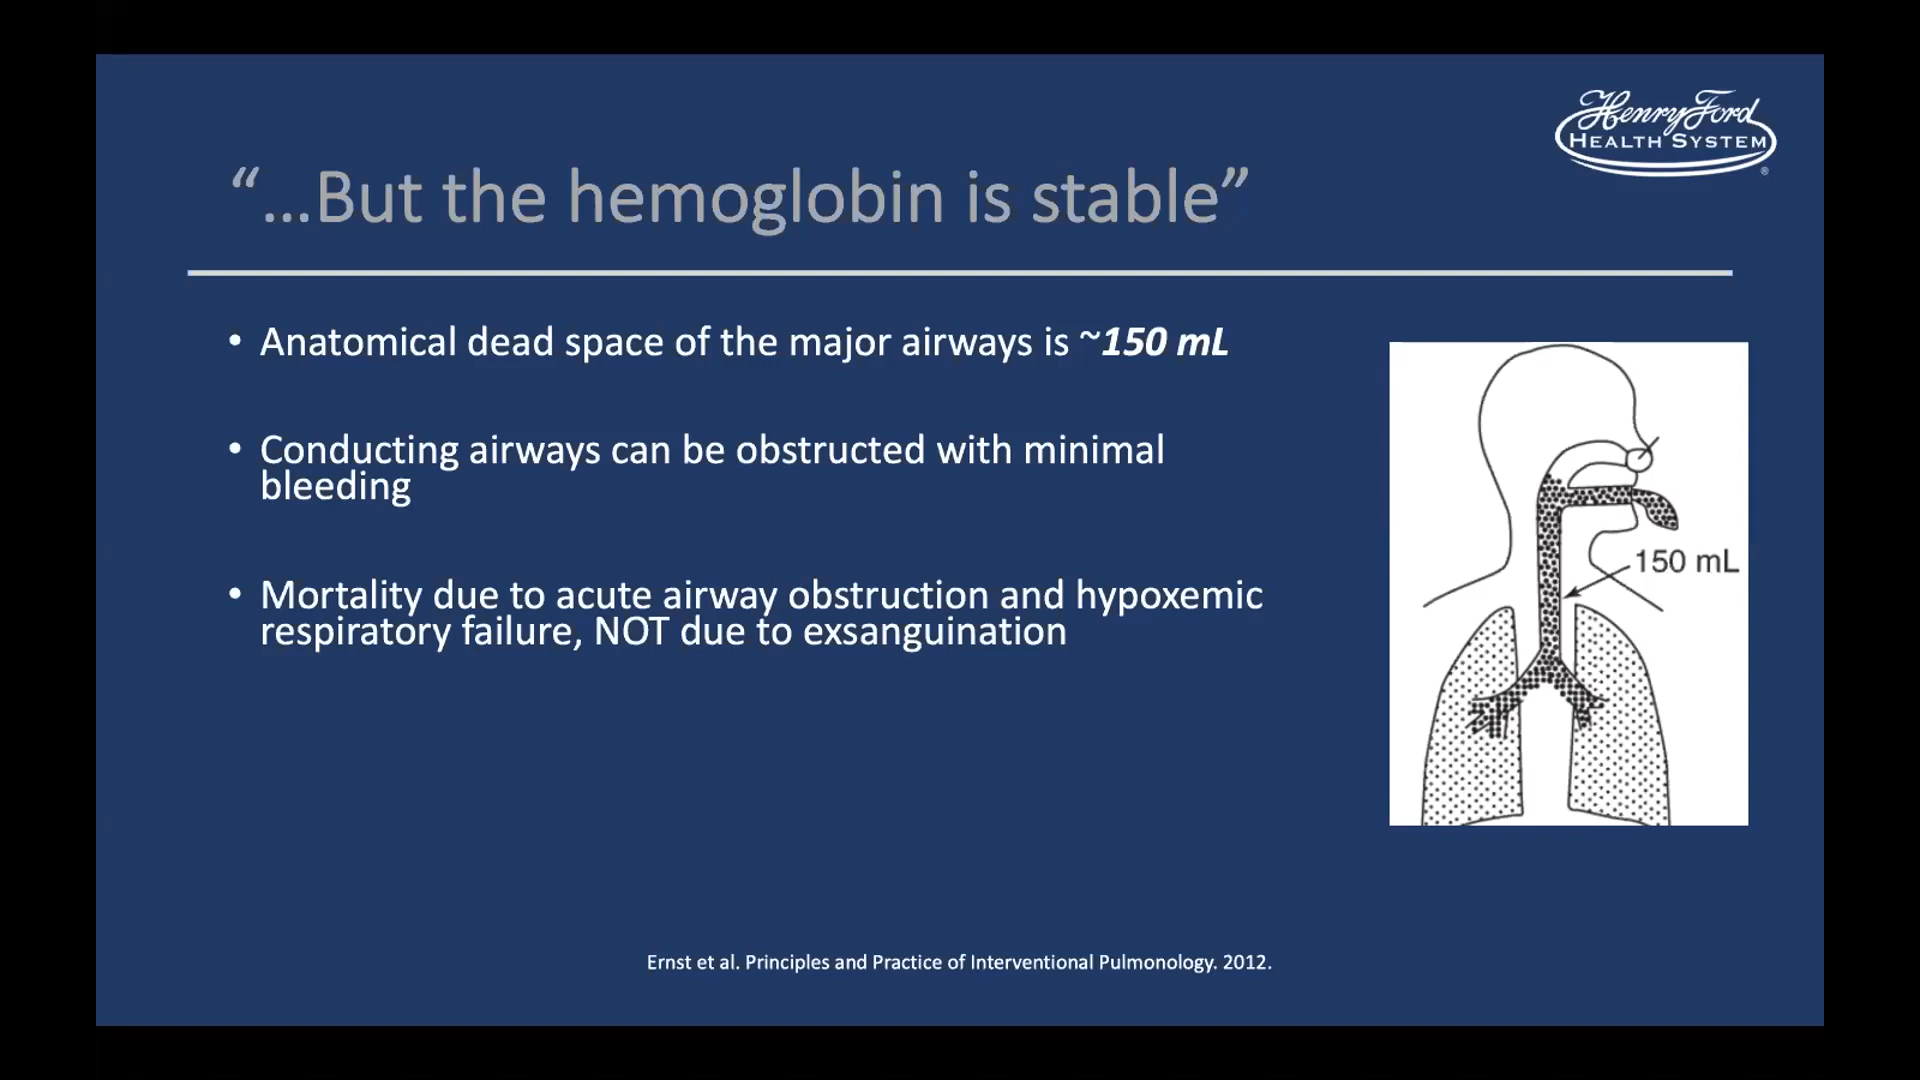 Henry Ford
HEALTH SYSTEM
®
“...But the hemoglobin is stable”
• Anatomical dead space of the major airways is ~150 mL
• Conducting airways can be obstructed with minimal
bleeding
• Mortality due to acute airway obstruction and hypoxemic
respiratory failure, NOT due to exsanguination
150 mL
Ernst et al. Principles and Practice of Interventional Pulmonology. 2012.